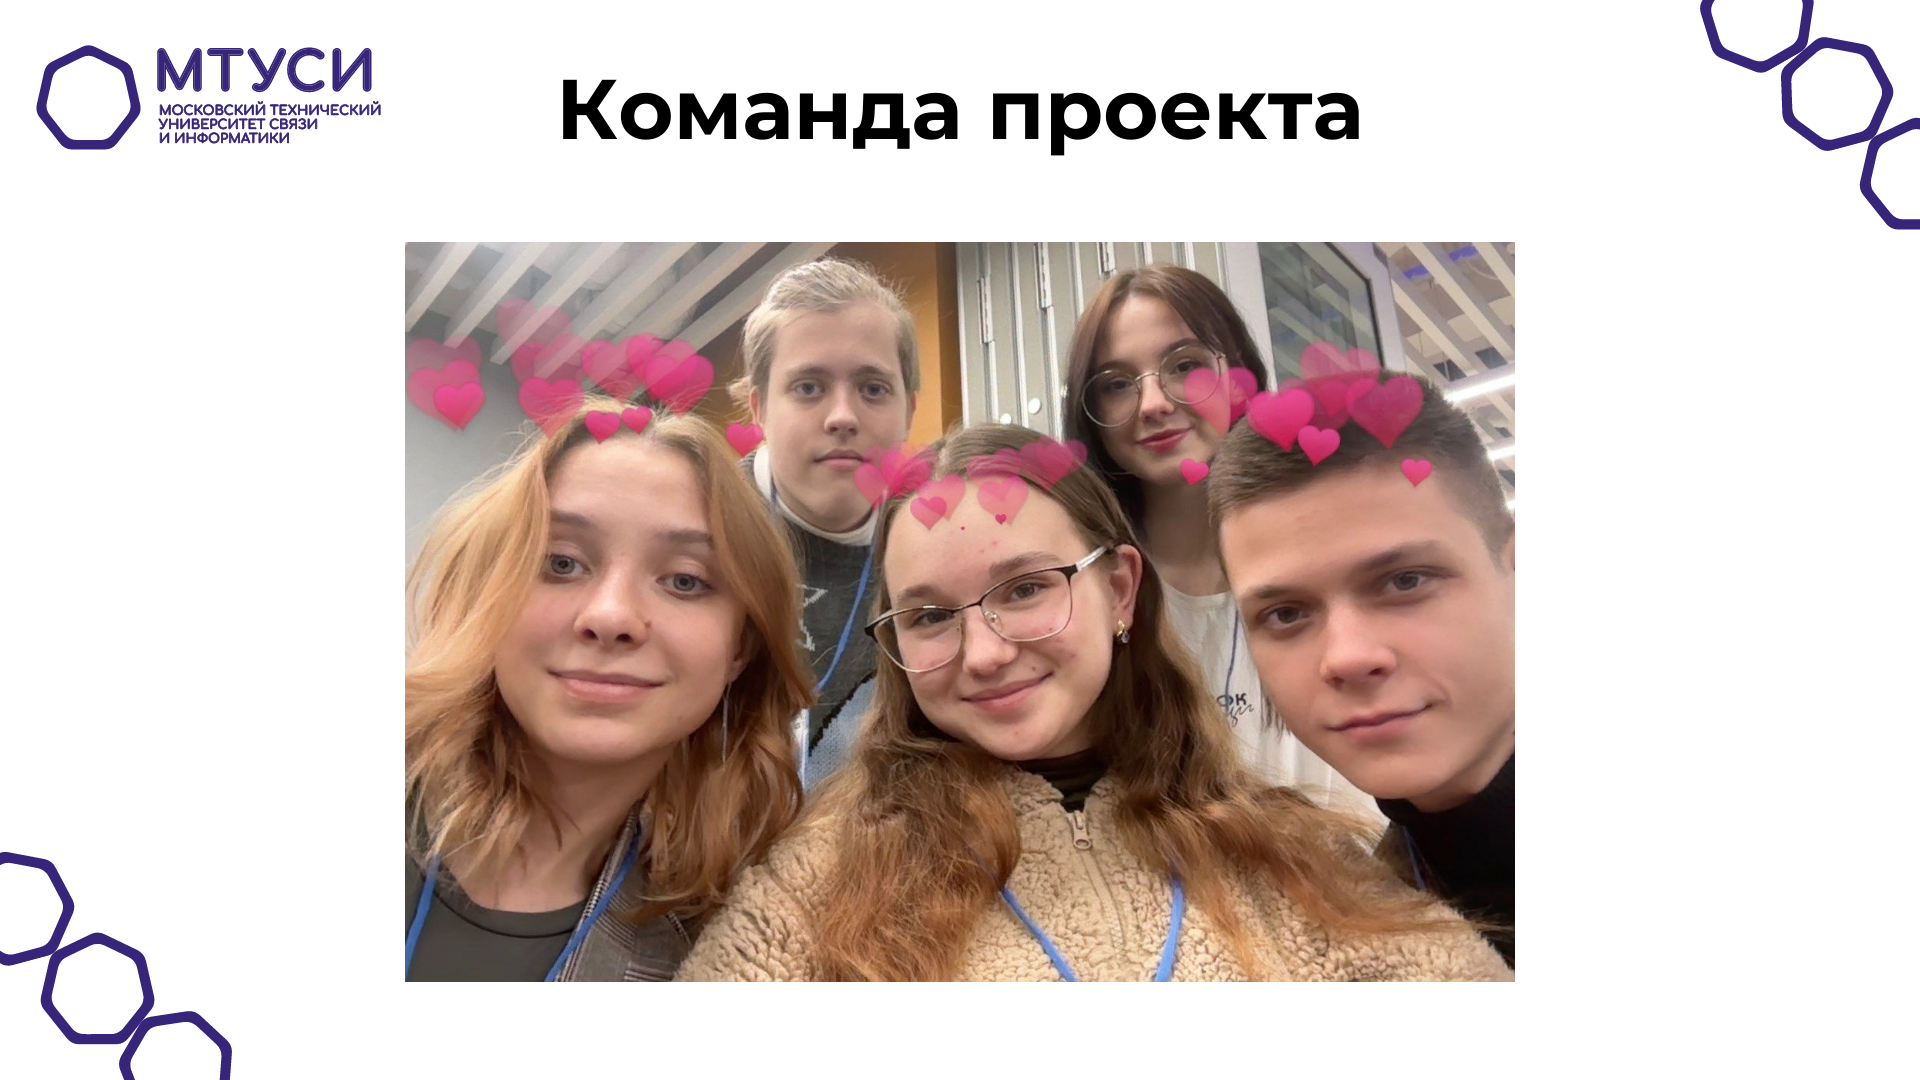 МТУСИ
МОСКОВСКИЙ ТЕХНИЧЕСКИЙ
УНИВЕРСИТЕТ СВЯЗИ
И ИНФОРМАТИКИ
Команда проекта